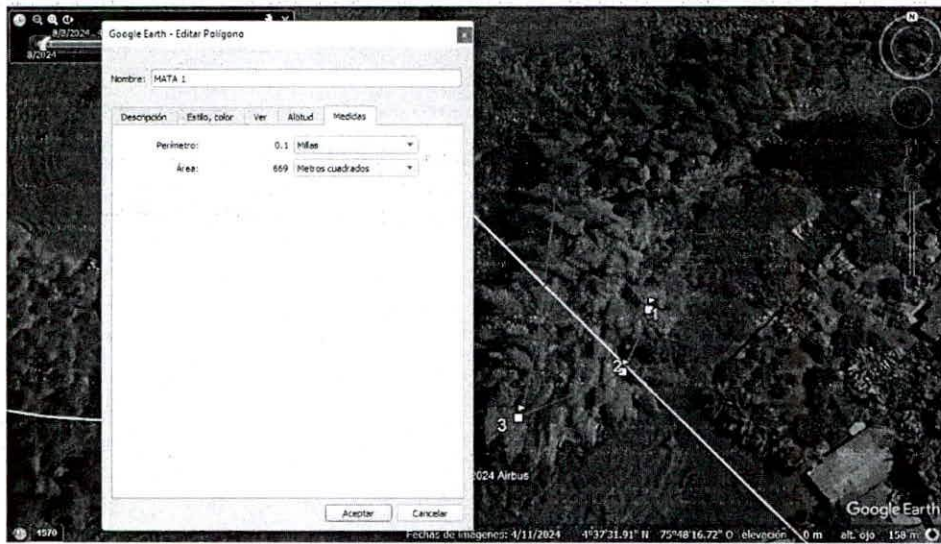 8/3/2024
8/2024
Google Earth - Editar Polígono
Nombre: MATA 1
Descripción Estilo, color Ver Altitud Medidas
Perímetro: 0.1 Millas
Área: 669 Metros cuadrados
N
1
2
3
2024 Airbus
Aceptar Cancelar
Google Earth
1570
Fechas de imágenes: 4/11/2024 4°37'31.91" N 75°48'16.72" O elevación 0 m alt. ojo 158 m